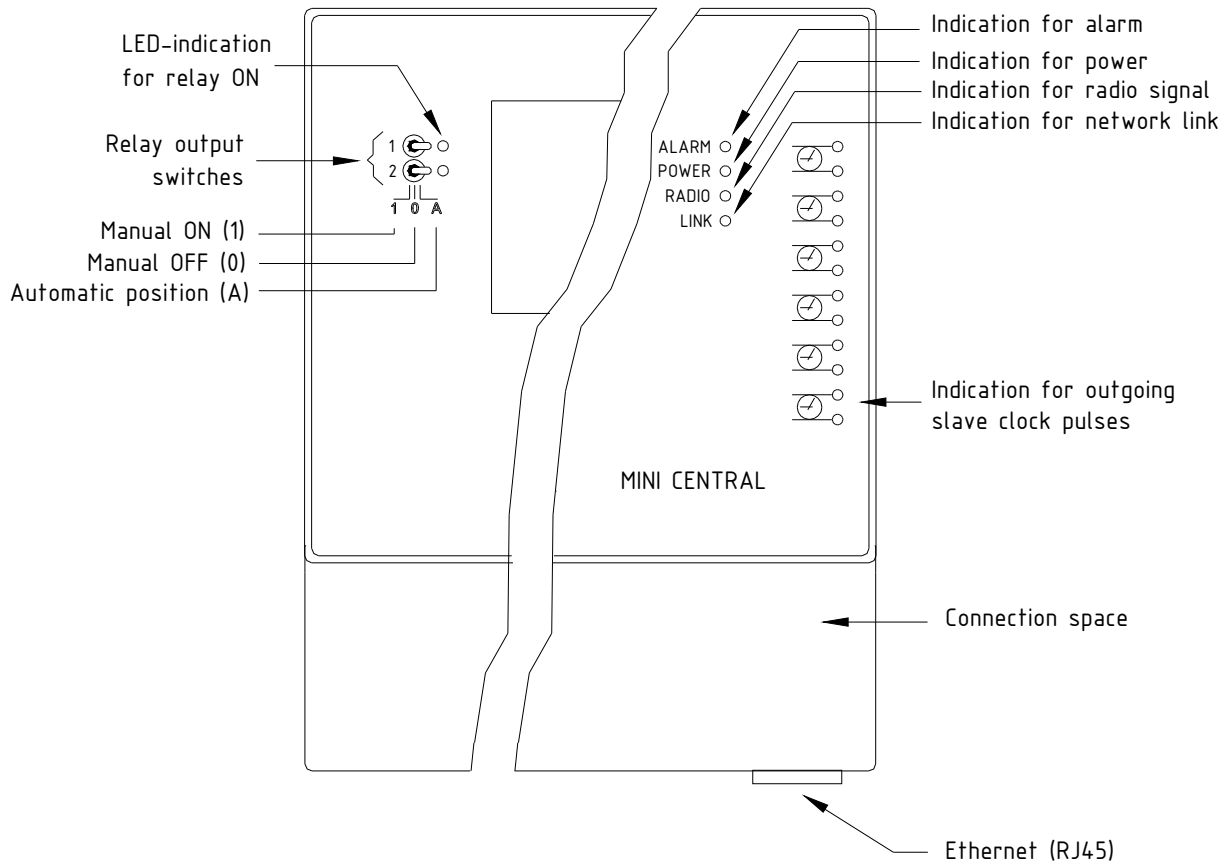 LED-indication
for relay ON
Relay output
switches
1
2
1 0 A
Manual ON (1)
Manual OFF (0)
Automatic position (A)
Indication for alarm
Indication for power
Indication for radio signal
Indication for network link
ALARM
POWER
RADIO
LINK
Indication for outgoing
slave clock pulses
MINI CENTRAL
Connection space
Ethernet (RJ45)